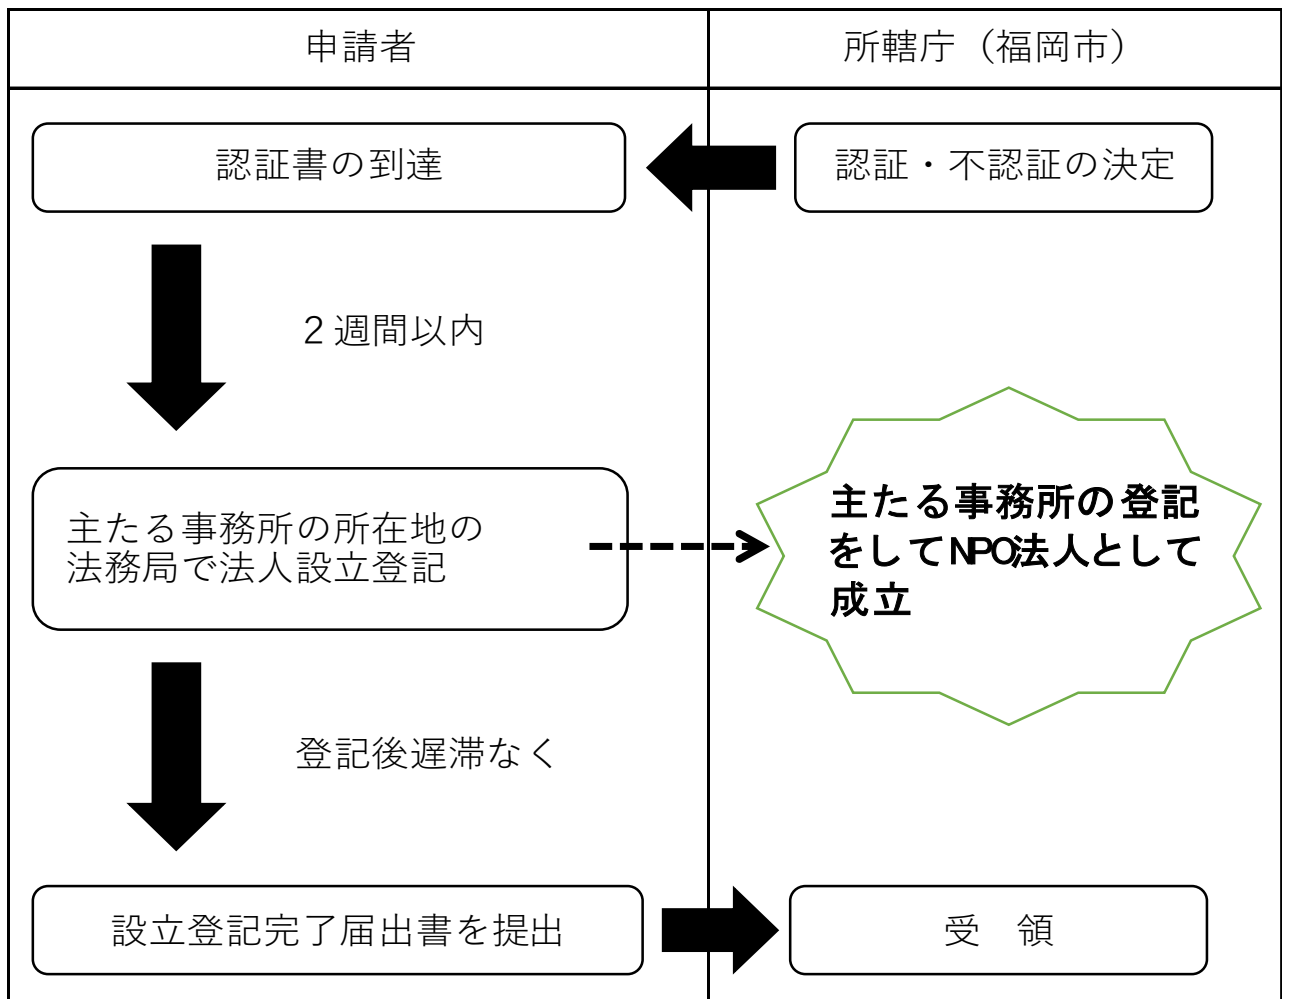 申請者
所轄庁（福岡市）
認証書の到達
認証・不認証の決定
２週間以内
主たる事務所の所在地の
法務局で法人設立登記
主たる事務所の登記
をしてNPO法人として
成立
登記後遅滞なく
設立登記完了届出書を提出
受　領